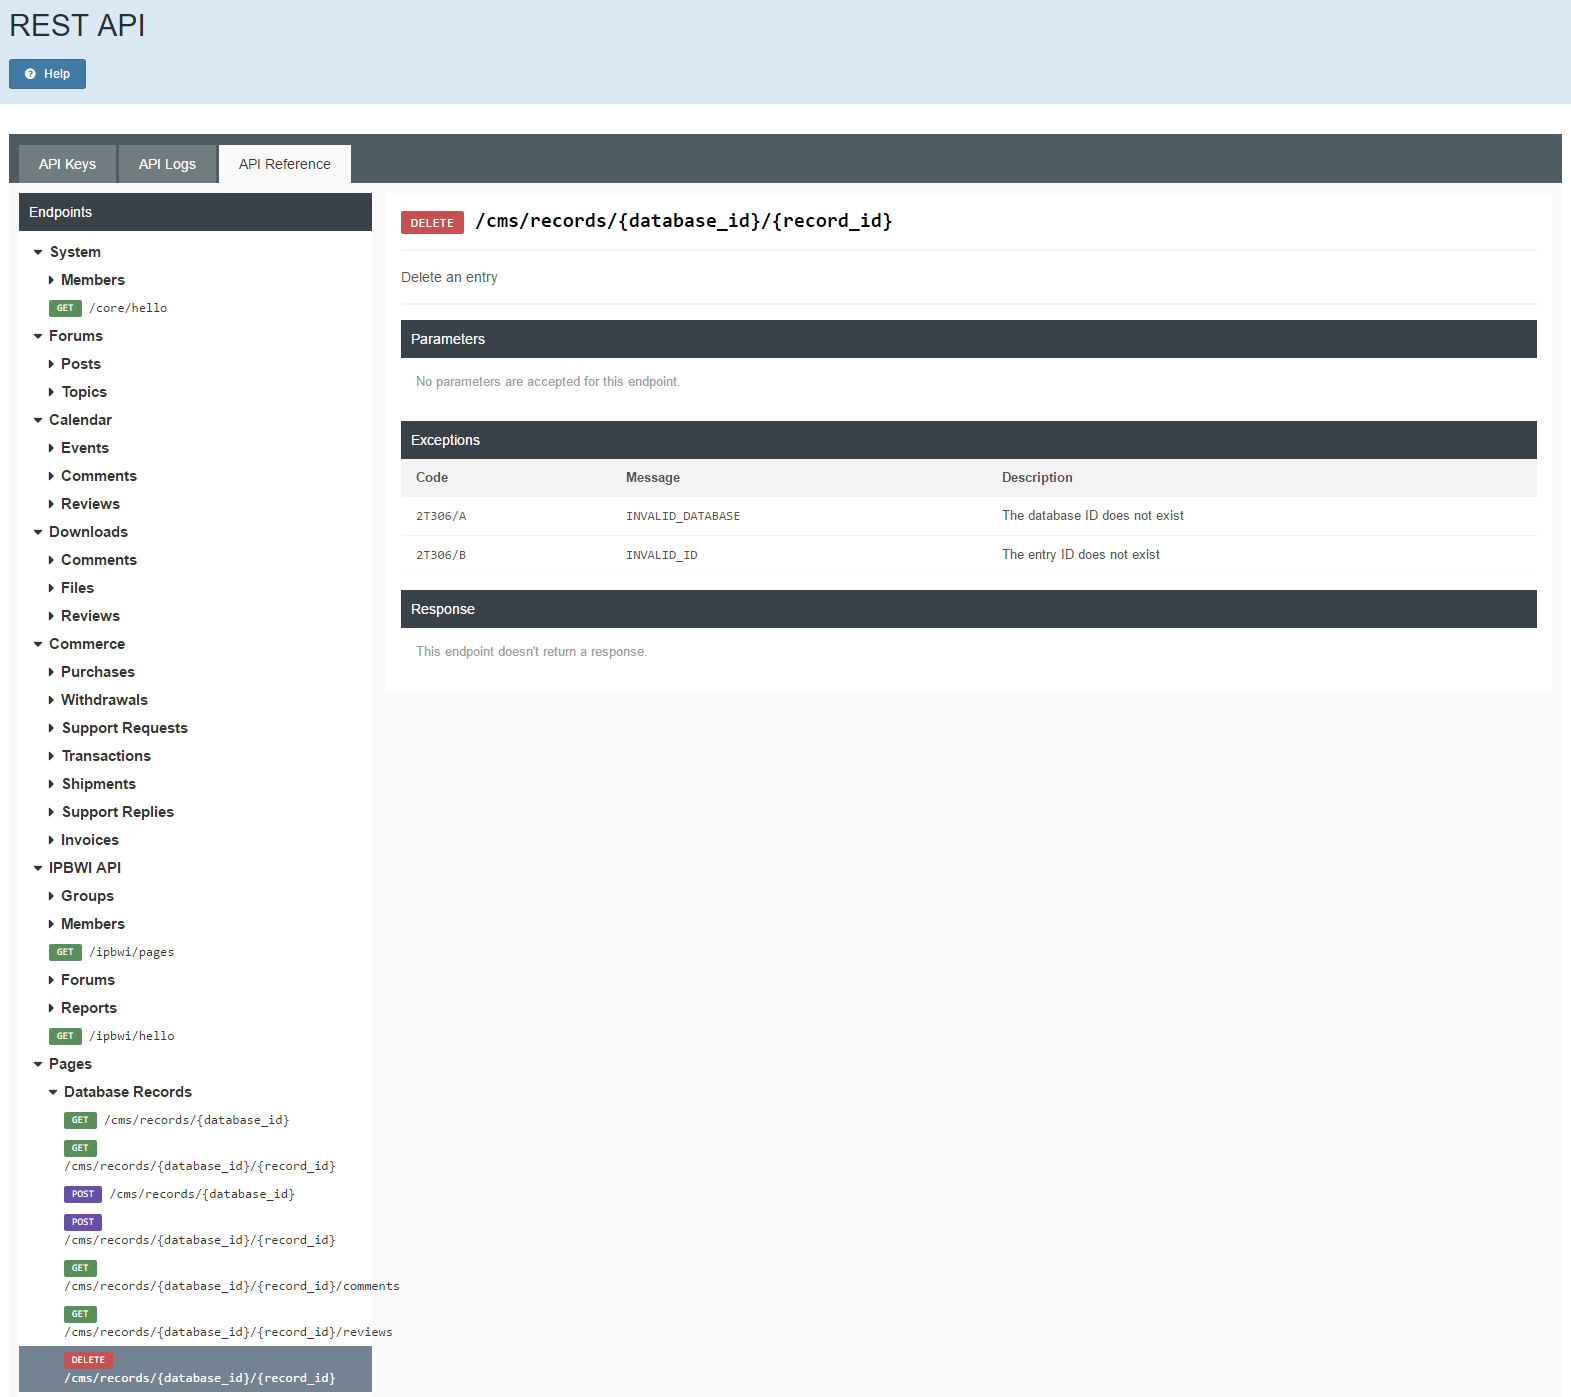 REST API
Help
API Keys
API Logs
API Reference
Endpoints
System
Members
GET /core/hello
Forums
Posts
Topics
Calendar
Events
Comments
Reviews
Downloads
Comments
Files
Reviews
Commerce
Purchases
Withdrawals
Support Requests
Transactions
Shipments
Support Replies
Invoices
IPBWI API
Groups
Members
GET /ipbwi/pages
Forums
Reports
GET /ipbwi/hello
Pages
Database Records
GET /cms/records/{database_id}
GET
/cms/records/{database_id}/{record_id}
POST /cms/records/{database_id}
POST
/cms/records/{database_id}/{record_id}
GET
/cms/records/{database_id}/{record_id}/comments
GET
/cms/records/{database_id}/{record_id}/reviews
DELETE
/cms/records/{database_id}/{record_id}
DELETE /cms/records/{database_id}/{record_id}
Delete an entry
Parameters
No parameters are accepted for this endpoint.
Exceptions
Code Message Description
2T306/A INVALID_DATABASE The database ID does not exist
2T306/B INVALID_ID The entry ID does not exist
Response
This endpoint doesn't return a response.